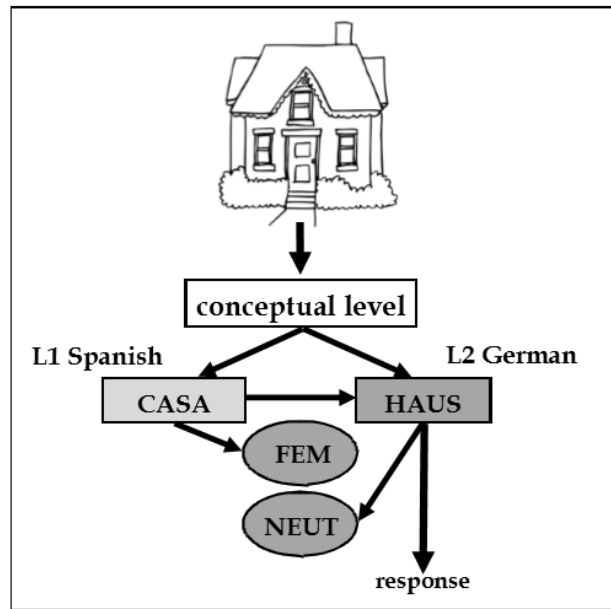 conceptual level
L1 Spanish
L2 German
CASA
HAUS
FEM
NEUT
response